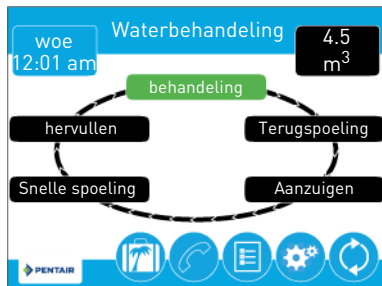 woe
12:01 am
Waterbehandeling
4.5
m³
behandeling
hervullen
Terugspoeling
Snelle spoeling
Aanzuigen
PENTAIR